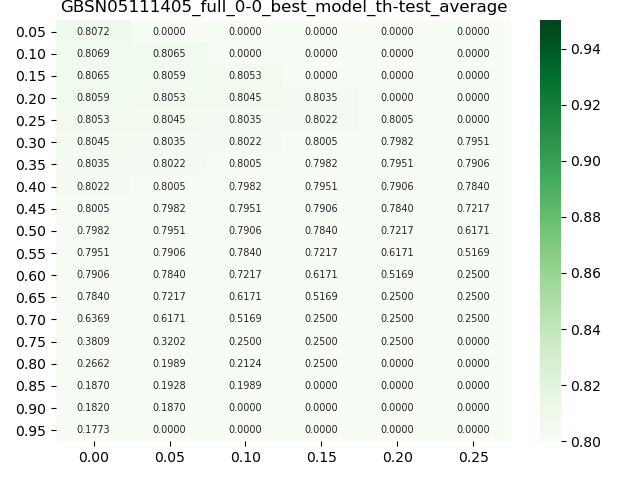 GBSN05111405_full_0-0_best_model_th-test_average
0.05 0.8072 0.0000 0.0000 0.0000 0.0000 0.0000
0.10 0.8069 0.8065 0.0000 0.0000 0.0000 0.0000
0.15 0.8065 0.8059 0.8053 0.0000 0.0000 0.0000
0.20 0.8059 0.8053 0.8045 0.8035 0.0000 0.0000
0.25 0.8053 0.8045 0.8035 0.8022 0.8005 0.0000
0.30 0.8045 0.8035 0.8022 0.8005 0.7982 0.7951
0.35 0.8035 0.8022 0.8005 0.7982 0.7951 0.7906
0.40 0.8022 0.8005 0.7982 0.7951 0.7906 0.7840
0.45 0.8005 0.7982 0.7951 0.7906 0.7840 0.7217
0.50 0.7982 0.7951 0.7906 0.7840 0.7217 0.6171
0.55 0.7951 0.7906 0.7840 0.7217 0.6171 0.5169
0.60 0.7906 0.7840 0.7217 0.6171 0.5169 0.2500
0.65 0.7840 0.7217 0.6171 0.5169 0.2500 0.2500
0.70 0.6369 0.6171 0.5169 0.2500 0.2500 0.0000
0.75 0.3809 0.3202 0.2500 0.2500 0.0000 0.0000
0.80 0.2662 0.1989 0.2124 0.2500 0.0000 0.0000
0.85 0.1870 0.1928 0.1989 0.0000 0.0000 0.0000
0.90 0.1820 0.1870 0.0000 0.0000 0.0000 0.0000
0.95 0.1773 0.0000 0.0000 0.0000 0.0000 0.0000
0.00 0.05 0.10 0.15 0.20 0.25
0.94
0.92
0.90
0.88
0.86
0.84
0.82
0.80